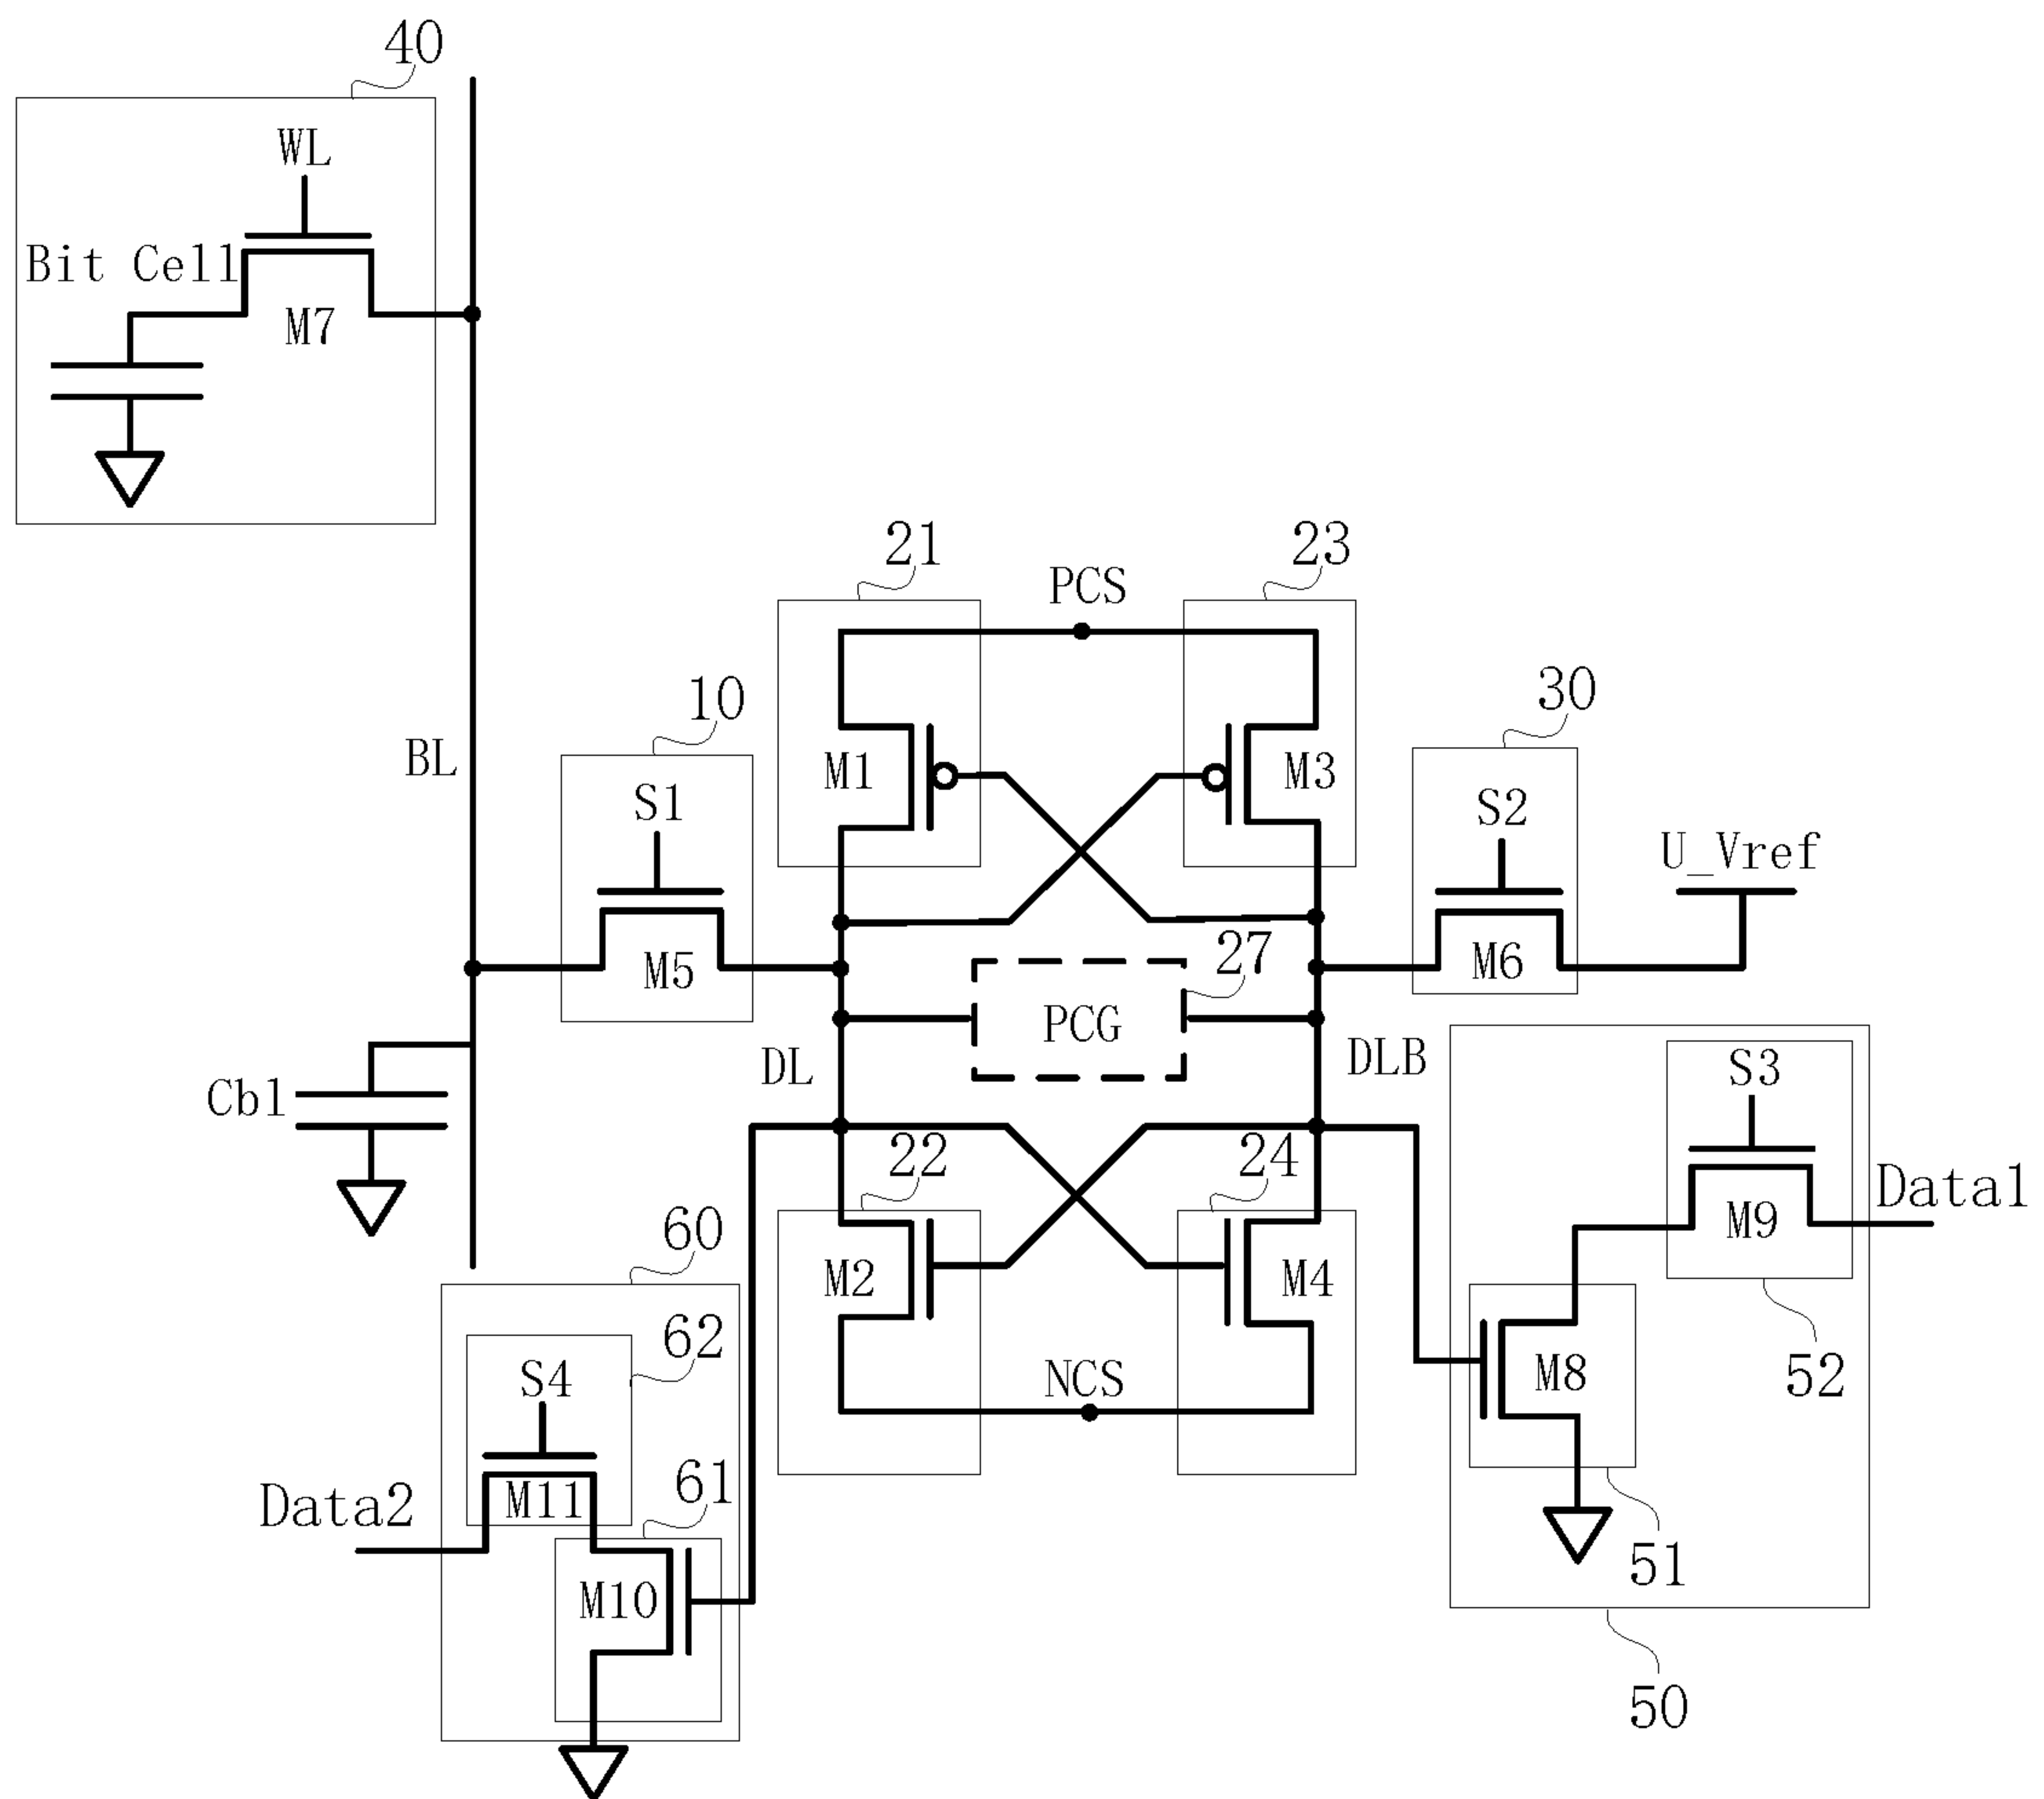 40
WL
Bit Cell
M7
21
23
PCS
10
30
BL
M1
M3
S1
S2
U_Vref
M5
M6
27
PCG
DL
DLB
Cbl
S3
22
24
Data1
60
M9
M2
M4
62
S4
NCS
M8
52
61
Data2
M11
51
M10
50